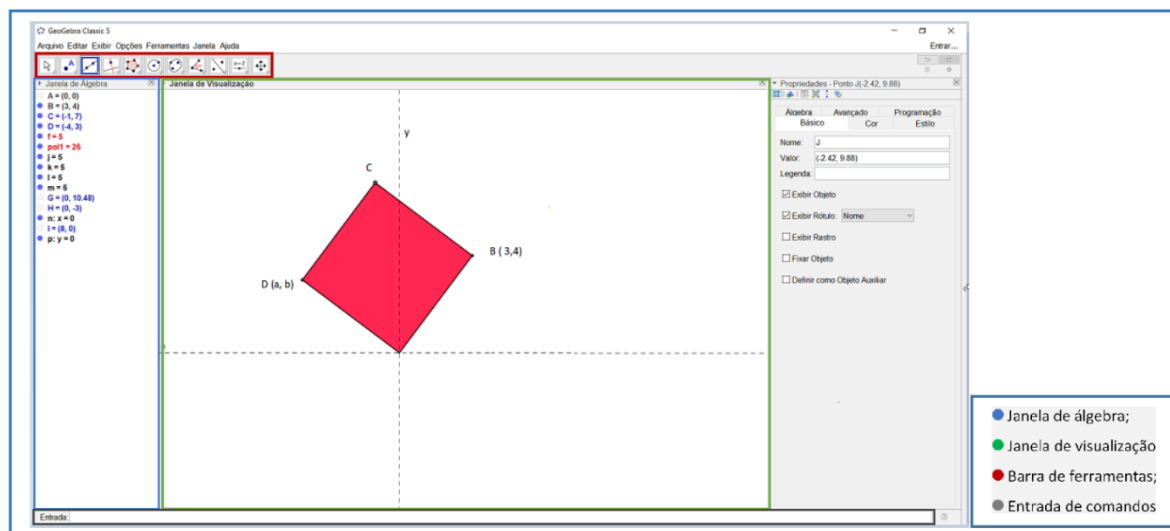 GeoGebra Classic 5
Arquivo Editar Exibir Opções Ferramentas Janela Ajuda
Entrar...
Janela de Álgebra
A = (0, 0)
B = (3, 4)
C = (-1, 7)
D = (-4, 3)
f = 5
pol1 = 25
j = 5
k = 5
l = 5
m = 5
G = (0, 10.48)
H = (0, -3)
n: x = 0
I = (8, 0)
p: y = 0
Janela de Visualização
y
C
B ( 3,4)
D (a, b)
Propriedades - Ponto J(-2.42, 9.88)
Álgebra Avançado Programação
Básico Cor Estilo
Nome: J
Valor: (-2.42, 9.88)
Legenda:
Exibir Objeto
Exibir Rótulo: Nome
Exibir Rastro
Fixar Objeto
Definir como Objeto Auxiliar
Entrada:
Janela de álgebra;
Janela de visualização
Barra de ferramentas;
Entrada de comandos